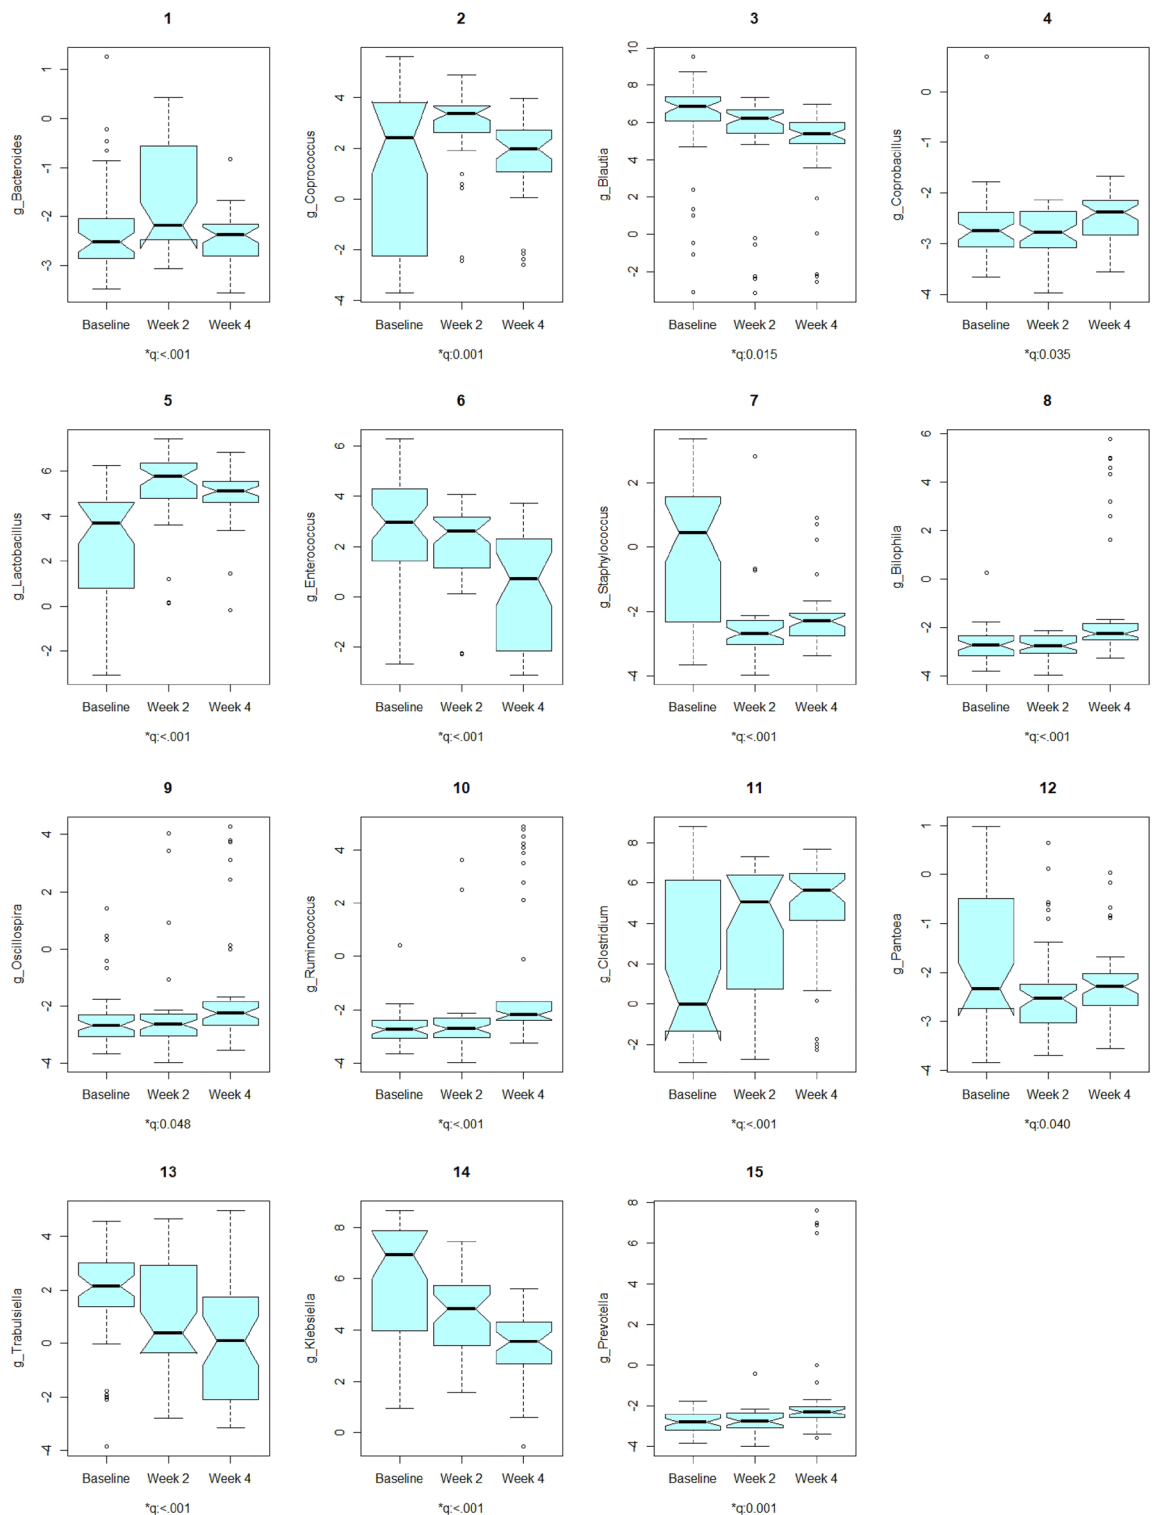 1 2 3 4
g_Bacteroides
1
0
-1
-2
-3
Baseline Week 2 Week 4
*q:<.001
g_Coprococcus
4
2
0
-2
-4
Baseline Week 2 Week 4
*q:0.001
g_Blautia
10
8
6
4
2
0
-2
Baseline Week 2 Week 4
*q:0.015
g_Coprobacillus
0
-1
-2
-3
-4
Baseline Week 2 Week 4
*q:0.035
5 6 7 8
g_Lactobacillus
6
4
2
0
-2
Baseline Week 2 Week 4
*q:<.001
g_Enterococcus
6
4
2
0
-2
Baseline Week 2 Week 4
*q:<.001
g_Staphylococcus
2
0
-2
-4
Baseline Week 2 Week 4
*q:<.001
g_Bilophila
6
4
2
0
-2
-4
Baseline Week 2 Week 4
*q:<.001
9 10 11 12
g_Oscillospira
4
2
0
-2
-4
Baseline Week 2 Week 4
*q:0.048
g_Ruminococcus
4
2
0
-2
-4
Baseline Week 2 Week 4
*q:<.001
g_Clostridium
8
6
4
2
0
-2
Baseline Week 2 Week 4
*q:<.001
g_Pantoea
1
0
-1
-2
-3
-4
Baseline Week 2 Week 4
*q:0.040
13 14 15
g_Trabulsiella
4
2
0
-2
-4
Baseline Week 2 Week 4
*q:<.001
g_Klebsiella
8
6
4
2
0
Baseline Week 2 Week 4
*q:<.001
g_Prevotella
8
6
4
2
0
-2
-4
Baseline Week 2 Week 4
*q:0.001